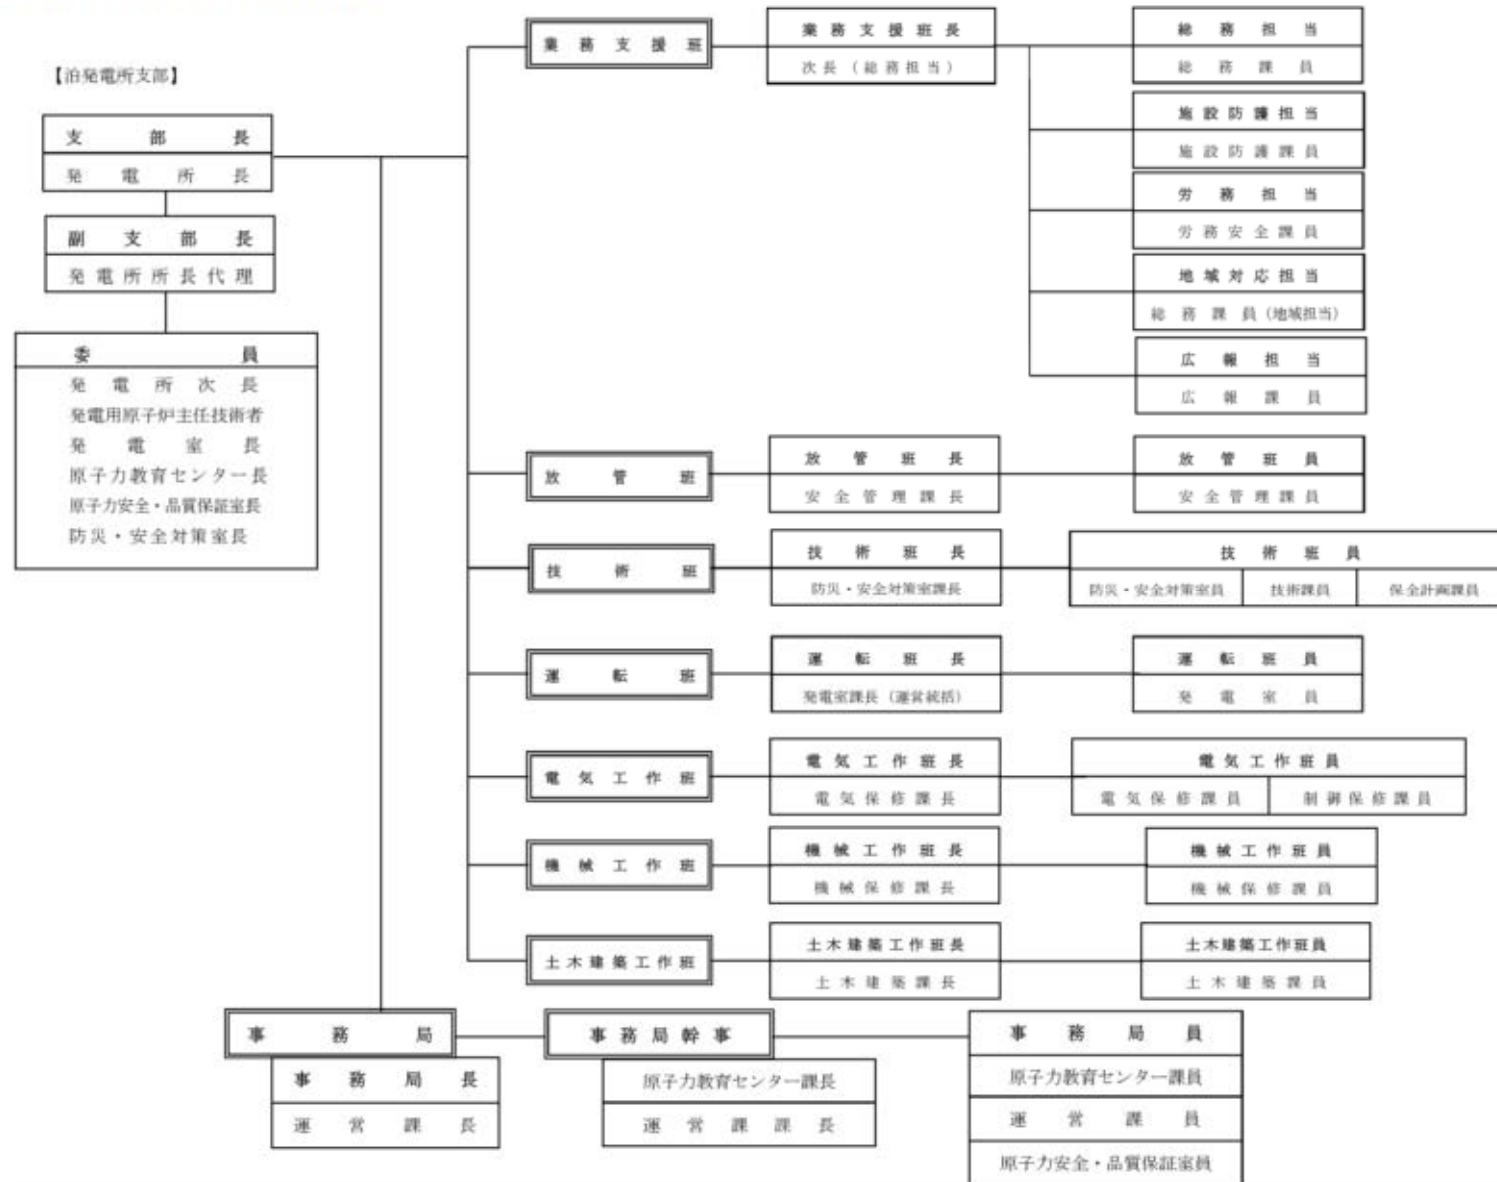 【泊発電所支部】
支部長
発電所長
副支部長
発電所所長代理
委員
発電所次長
発電用原子炉主任技術者
発電室長
原子力教育センター長
原子力安全・品質保証室長
防災・安全対策室長
業務支援班
業務支援班長
次長（総務担当）
総務担当
総務課員
施設防護担当
施設防護課員
労務担当
労務安全課員
地域対応担当
総務課員（地域担当）
広報担当
広報課員
放管班
放管班長
安全管理課長
放管班員
安全管理課員
技術班
技術班長
防災・安全対策室課長
技術班員
防災・安全対策室員 技術課員 保全計画課員
運転班
運転班長
発電室課長（運営統括）
運転班員
発電室員
電気工作班
電気工作班長
電気保修課長
電気工作班員
電気保修課員 制御保修課員
機械工作班
機械工作班長
機械保修課長
機械工作班員
機械保修課員
土木建築工作班
土木建築工作班長
土木建築課長
土木建築工作班員
土木建築課員
事務局
事務局長
運営課長
事務局幹事
原子力教育センター課長
運営課課長
事務局員
原子力教育センター課員
運営課員
原子力安全・品質保証室員